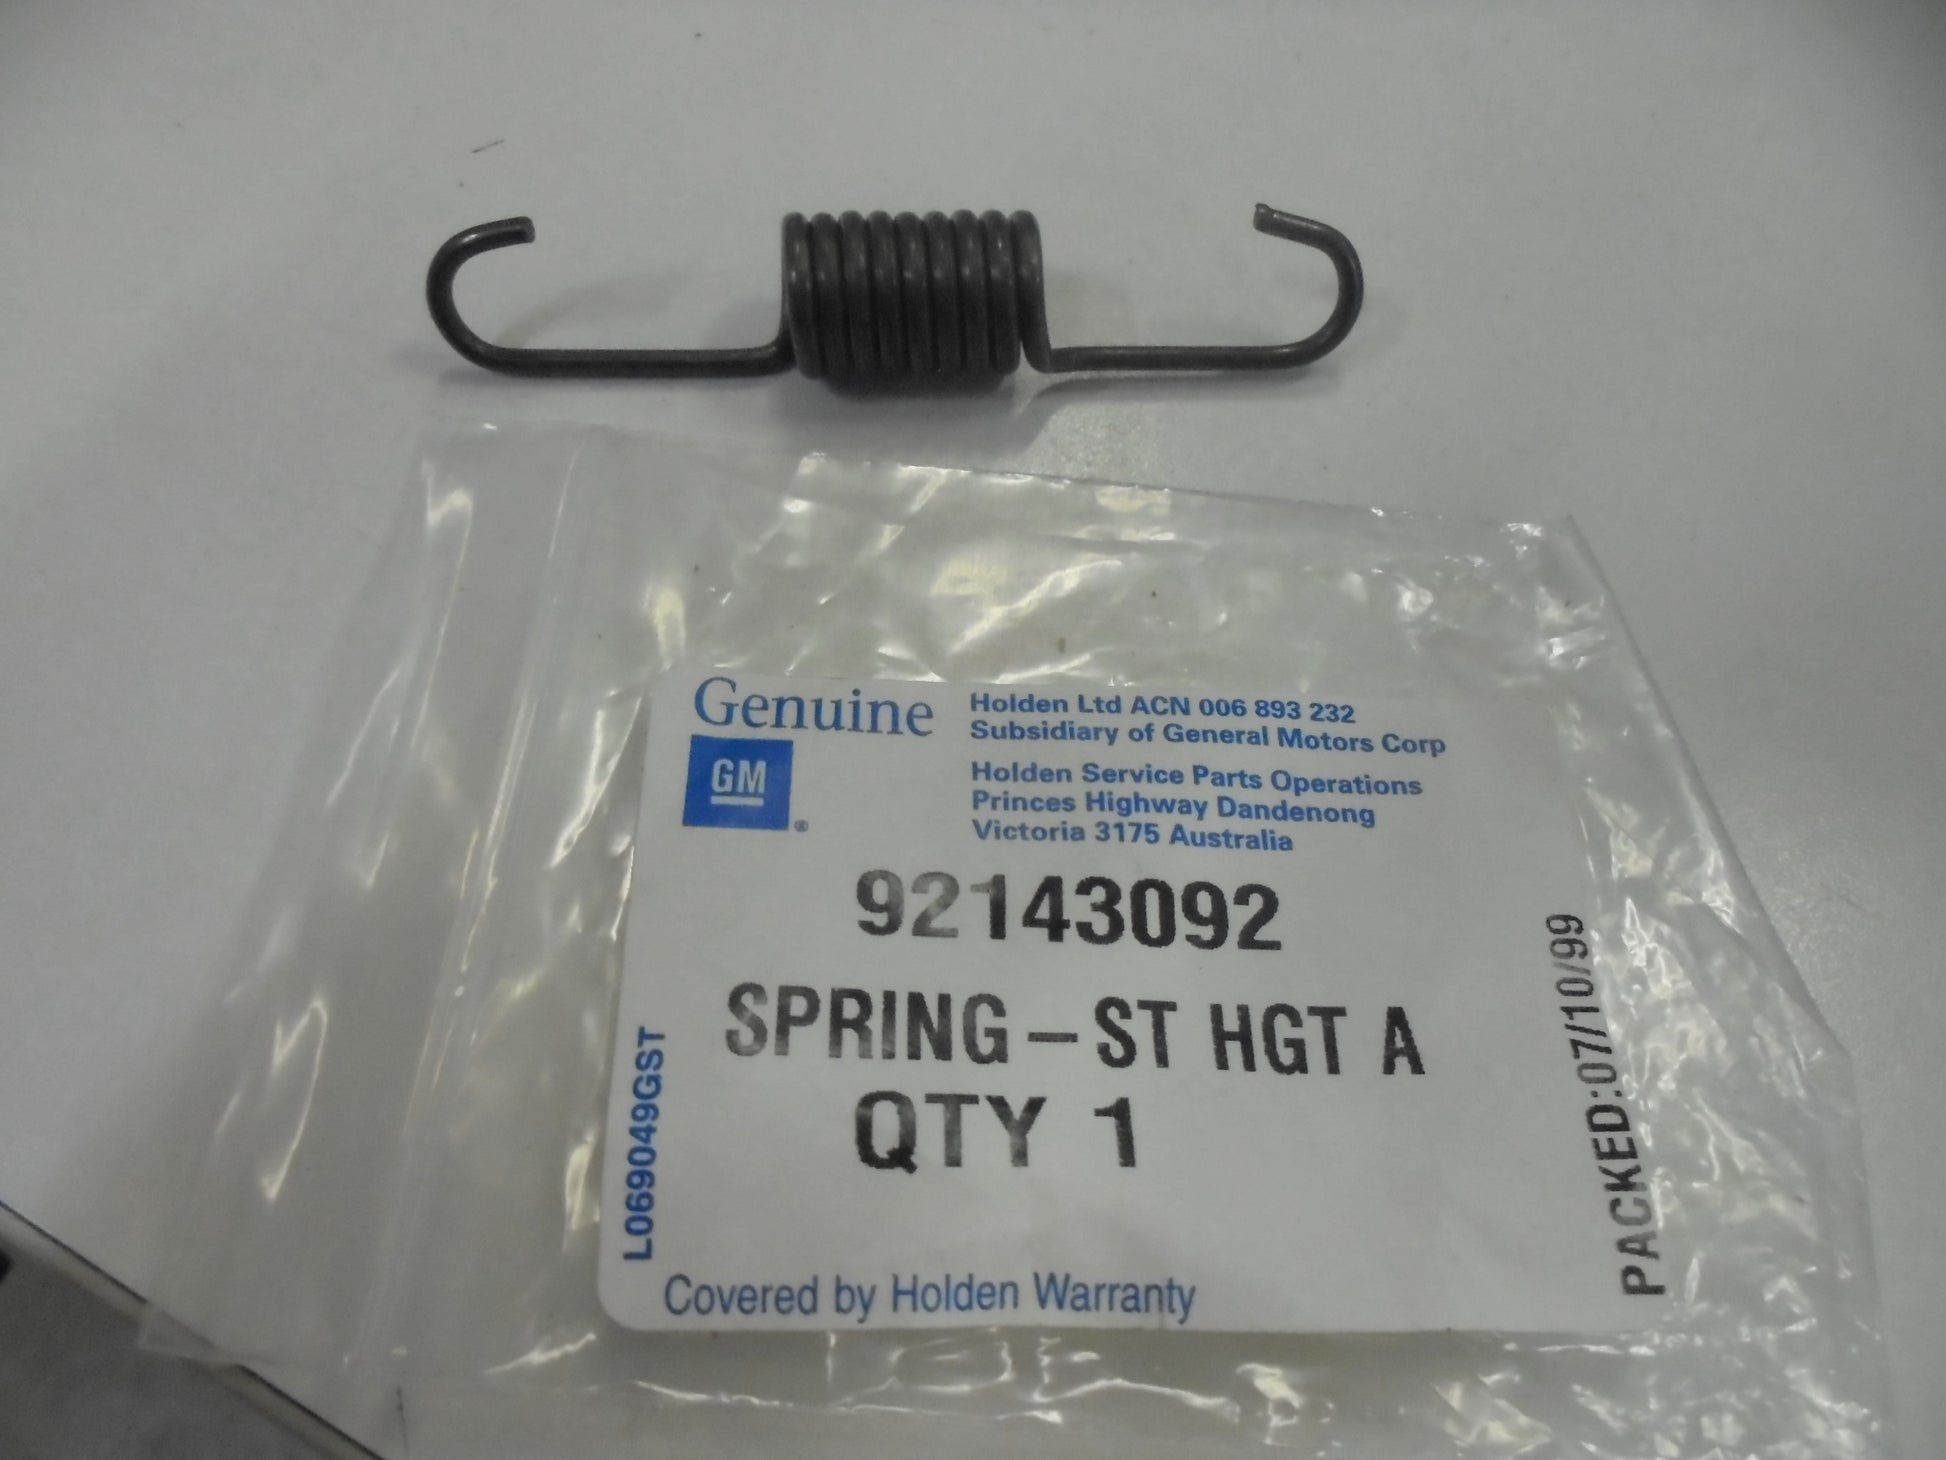 Genuine
GM
®
Holden Ltd ACN 006 893 232
Subsidiary of General Motors Corp
Holden Service Parts Operations
Princes Highway Dandenong
Victoria 3175 Australia
92143092
SPRING-ST HGT A
QTY 1
L069049GST
PACKED:07/10/99
Covered by Holden Warranty